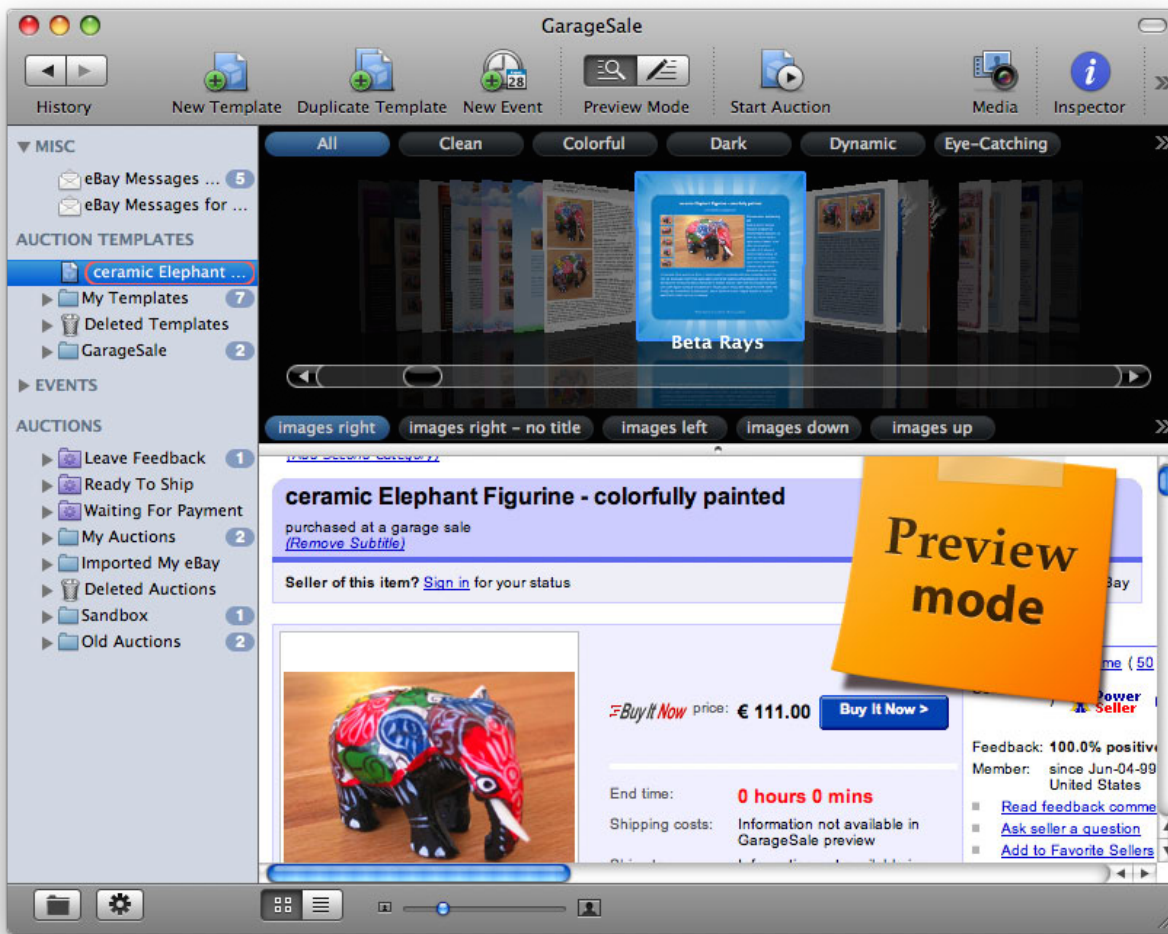 GarageSale
History
New Template
Duplicate Template
New Event
28
Preview Mode
Start Auction
Media
Inspector
MISC
eBay Messages ... 5
eBay Messages for ...
AUCTION TEMPLATES
ceramic Elephant ...
My Templates 7
Deleted Templates
GarageSale 2
EVENTS
AUCTIONS
Leave Feedback 1
Ready To Ship
Waiting For Payment
My Auctions 2
Imported My eBay
Deleted Auctions
Sandbox 1
Old Auctions 2
All
Clean
Colorful
Dark
Dynamic
Eye-Catching
Beta Rays
images right
images right – no title
images left
images down
images up
ceramic Elephant Figurine - colorfully painted
purchased at a garage sale
(Remove Subtitle)
Seller of this item? Sign in for your status
Bay
Preview
mode
BuyItNow price: € 111.00
Buy It Now >
End time: 0 hours 0 mins
Shipping costs: Information not available in
GarageSale preview
me ( 50
Power
Seller
Feedback: 100.0% positive
Member: since Jun-04-99
United States
Read feedback comme
Ask seller a question
Add to Favorite Sellers